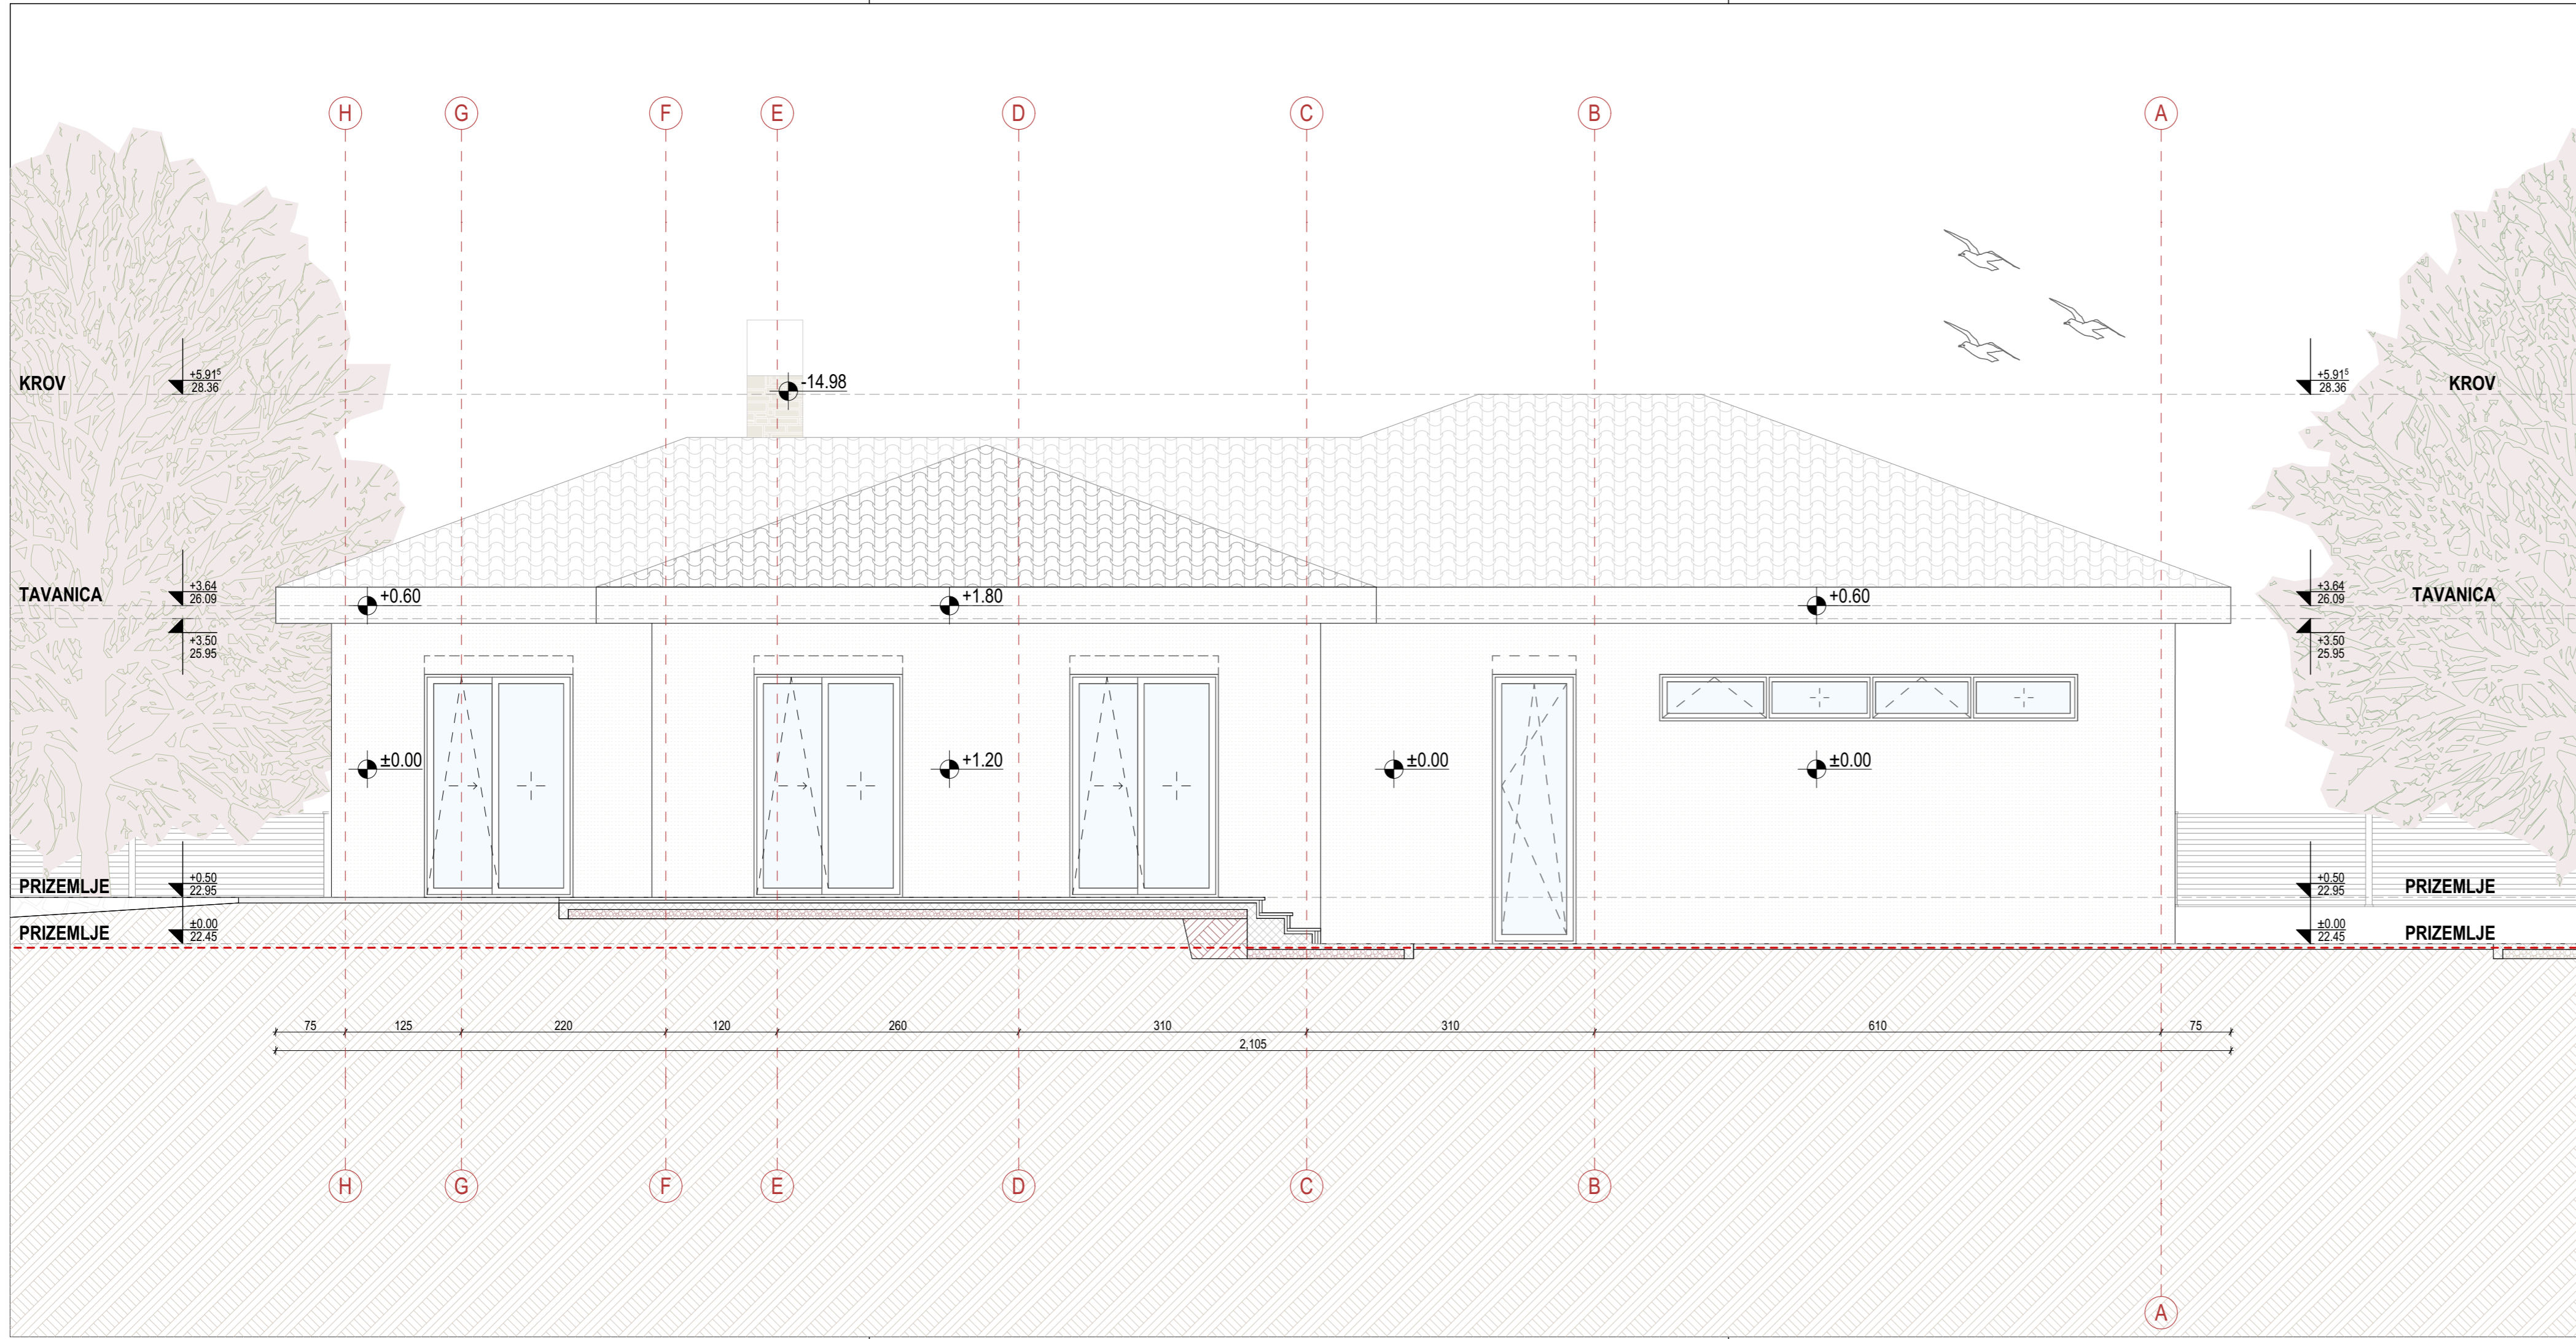 H G F E D C B A
-14.98
KROV +5.91⁵ +5.91⁵ KROV
28.36 28.36
TAVANICA +3.64 +3.64 TAVANICA
26.09 26.09
+0.60 +1.80 +0.60
+3.50 +3.50
25.95 25.95
±0.00 +1.20 ±0.00 ±0.00
PRIZEMLJE +0.50 +0.50 PRIZEMLJE
22.95 22.95
PRIZEMLJE ±0.00 ±0.00 PRIZEMLJE
22.45 22.45
75 125 220 120 260 310 310 610 75
2,105
H G F E D C B
A